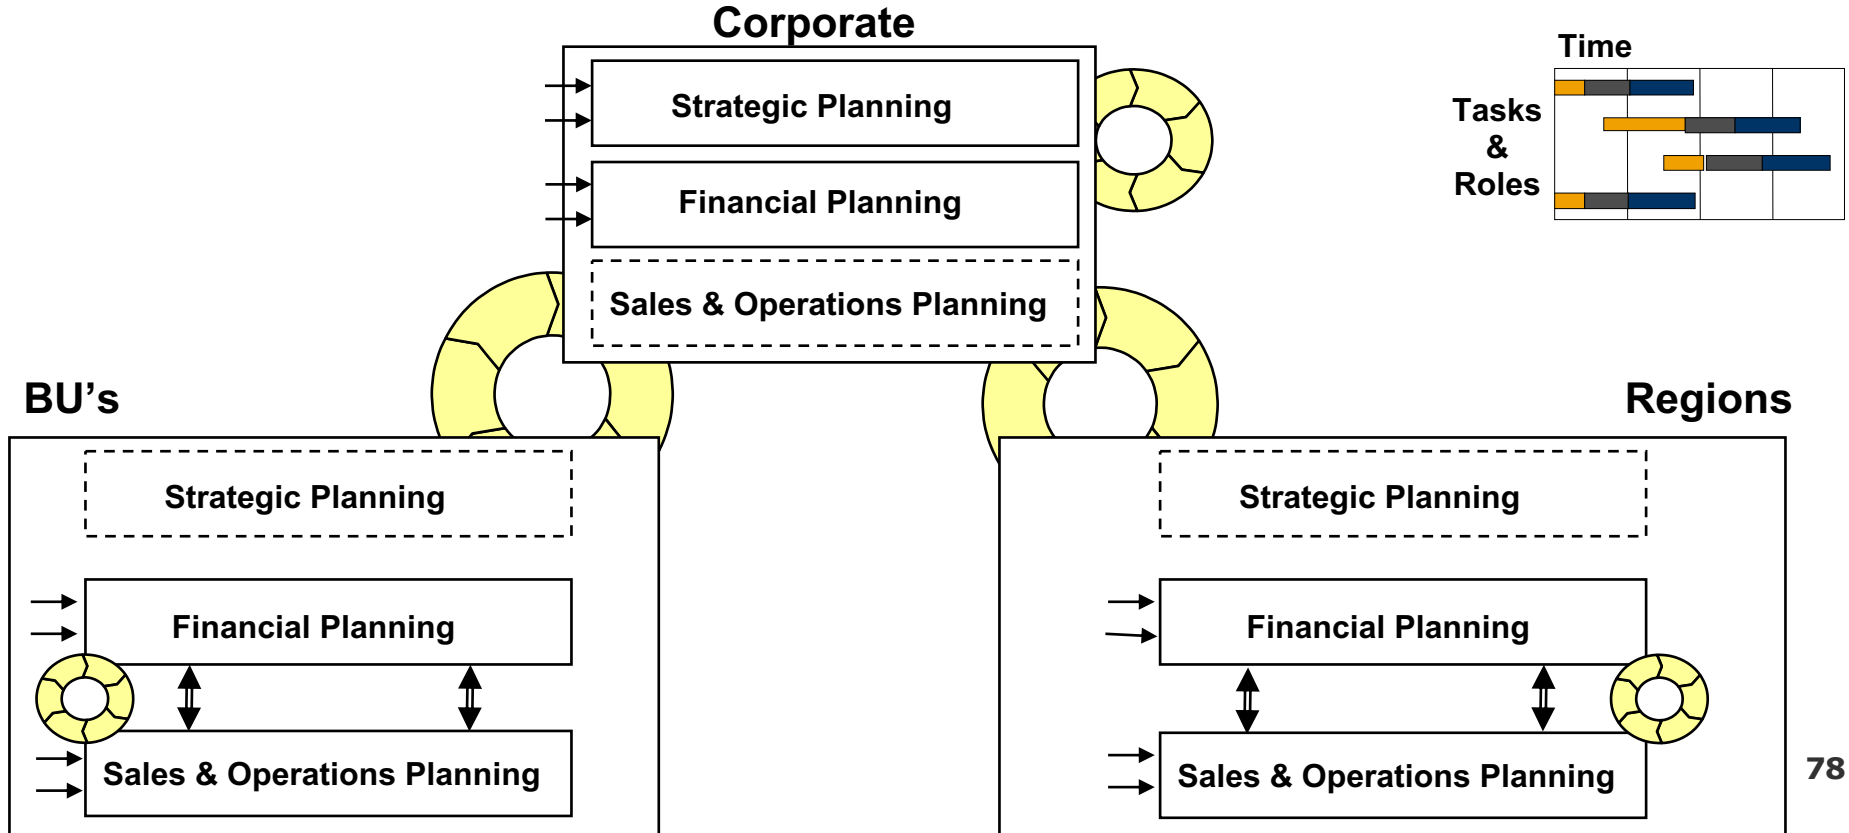 Corporate
Strategic Planning
Financial Planning
Sales & Operations Planning
Time
Tasks
&
Roles
BU's
Strategic Planning
Financial Planning
Sales & Operations Planning
Regions
Strategic Planning
Financial Planning
Sales & Operations Planning
78